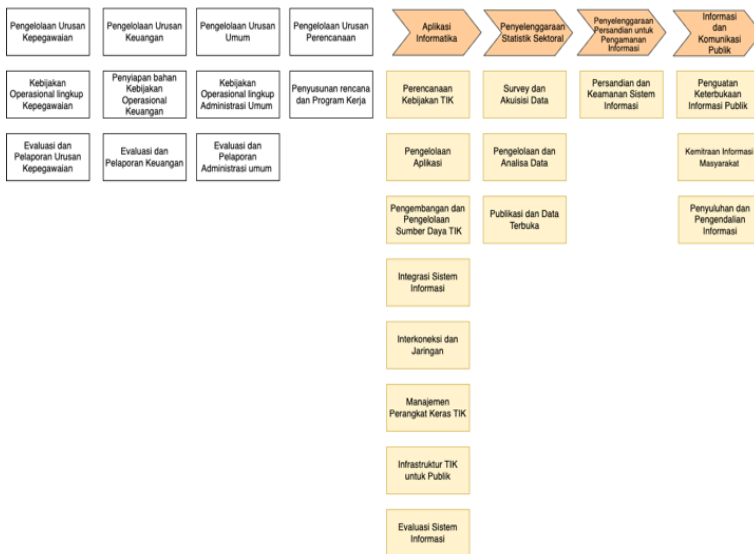 Pengelolaan Urusan
Kepegawaian
Pengelolaan Urusan
Keuangan
Pengelolaan Urusan
Umum
Pengelolaan Urusan
Perencanaan
Aplikasi
Informatika
Penyelenggaraan
Statistik Sektoral
Penyelenggaraan
Persandian untuk
Pengamanan
Informasi
Informasi
dan
Komunikasi
Publik
Kebijakan
Operasional lingkup
Kepegawaian
Penyiapan bahan
Kebijakan
Operasional
Keuangan
Kebijakan
Operasional lingkup
Administrasi Umum
Penyusunan rencana
dan Program Kerja
Perencanaan
Kebijakan TIK
Survey dan
Akuisisi Data
Persandian dan
Keamanan Sistem
Informasi
Penguatan
Keterbukaan
Informasi Publik
Evaluasi dan
Pelaporan Urusan
Kepegawaian
Evaluasi dan
Pelaporan Keuangan
Evaluasi dan
Pelaporan
Administrasi umum
Pengelolaan
Aplikasi
Pengelolaan dan
Analisa Data
Kemitraan Informasi
Masyarakat
Pengembangan dan
Pengelolaan
Sumber Daya TIK
Publikasi dan Data
Terbuka
Penyuluhan dan
Pengendalian
Informasi
Integrasi Sistem
Informasi
Interkoneksi dan
Jaringan
Manajemen
Perangkat Keras TIK
Infrastruktur TIK
untuk Publik
Evaluasi Sistem
Informasi